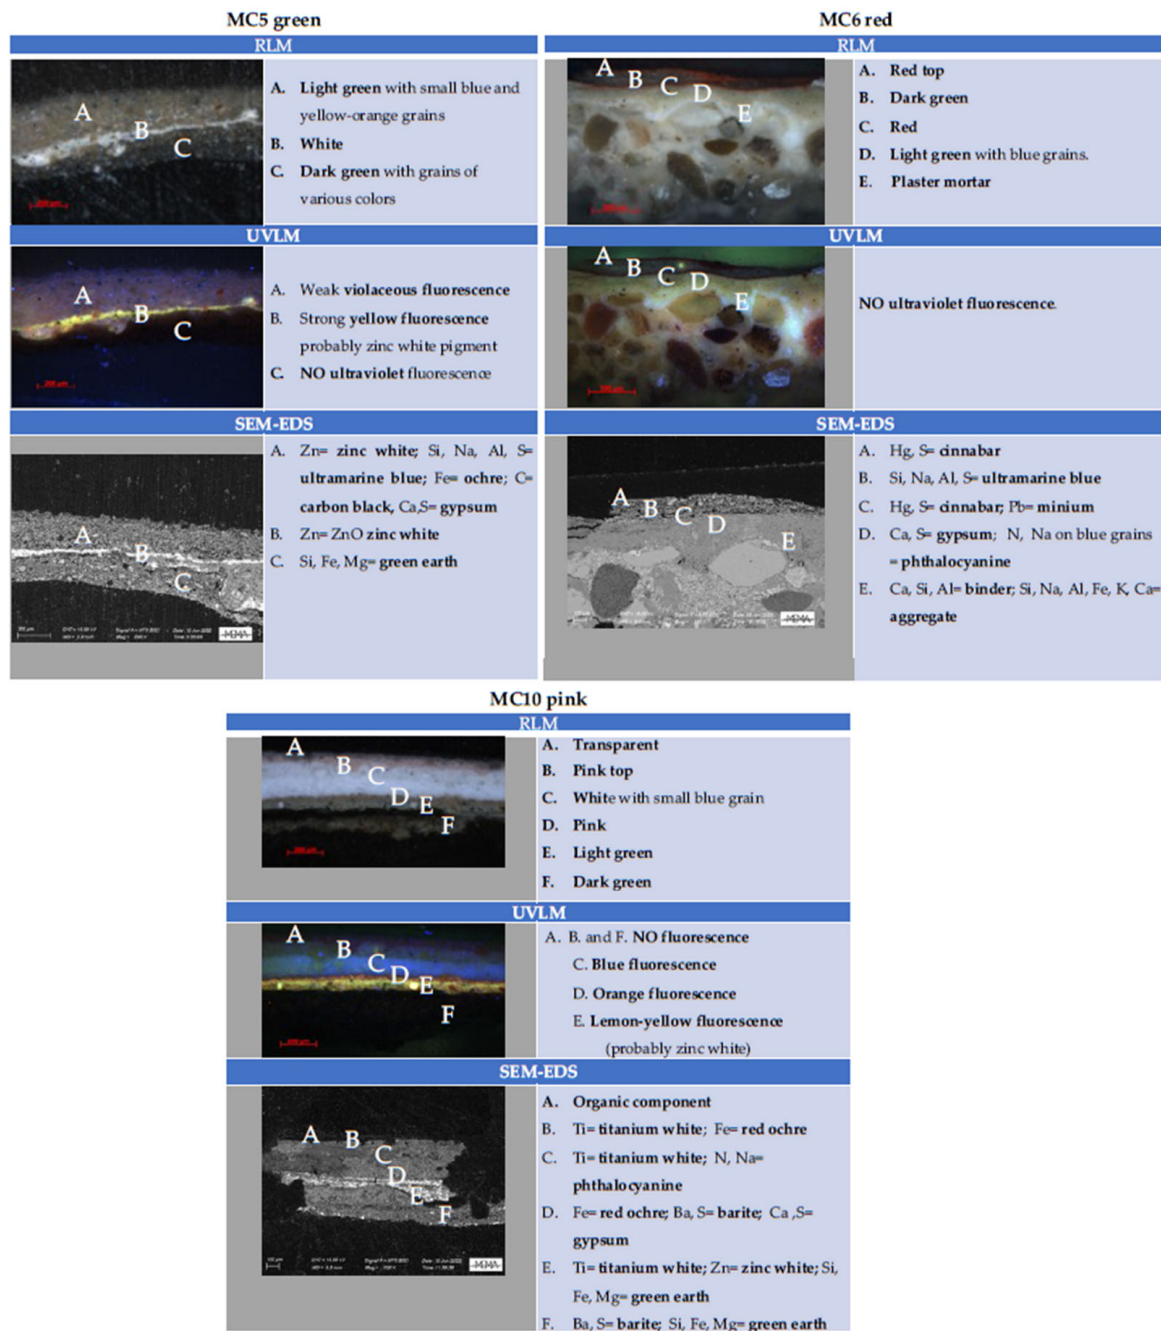 MC5 green
RLM
A
B
C
200 µm
A. Light green with small blue and
yellow-orange grains
B. White
C. Dark green with grains of
various colors
UVLM
A
B
C
200 µm
A. Weak violaceous fluorescence
B. Strong yellow fluorescence
probably zinc white pigment
C. NO ultraviolet fluorescence
SEM-EDS
A
B
C
MEMA
A. Zn= zinc white; Si, Na, Al, S=
ultramarine blue; Fe= ochre; C=
carbon black, Ca,S= gypsum
B. Zn= ZnO zinc white
C. Si, Fe, Mg= green earth
MC6 red
RLM
A
B
C
D
E
A. Red top
B. Dark green
C. Red
D. Light green with blue grains.
E. Plaster mortar
UVLM
A
B
C
D
E
NO ultraviolet fluorescence.
SEM-EDS
A
B
C
D
E
MEMA
A. Hg, S= cinnabar
B. Si, Na, Al, S= ultramarine blue
C. Hg, S= cinnabar; Pb= minium
D. Ca, S= gypsum; N, Na on blue grains
= phthalocyanine
E. Ca, Si, Al= binder; Si, Na, Al, Fe, K, Ca=
aggregate
MC10 pink
RLM
A
B
C
D
E
F
A. Transparent
B. Pink top
C. White with small blue grain
D. Pink
E. Light green
F. Dark green
UVLM
A
B
C
D
E
F
A. B. and F. NO fluorescence
C. Blue fluorescence
D. Orange fluorescence
E. Lemon-yellow fluorescence
(probably zinc white)
SEM-EDS
A
B
C
D
E
F
MEMA
A. Organic component
B. Ti= titanium white; Fe= red ochre
C. Ti= titanium white; N, Na=
phthalocyanine
D. Fe= red ochre; Ba, S= barite; Ca ,S=
gypsum
E. Ti= titanium white; Zn= zinc white; Si,
Fe, Mg= green earth
F. Ba, S= barite; Si, Fe, Mg= green earth